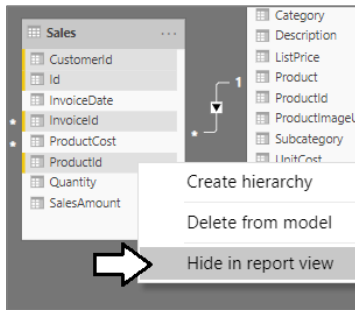 Sales ...
CustomerId
Id
InvoiceDate
InvoiceId
ProductCost
ProductId
Quantity
SalesAmount
*
*
1
*
Category
Description
ListPrice
Product
ProductId
ProductImageU
Subcategory
UnitCost
Create hierarchy
Delete from model
Hide in report view